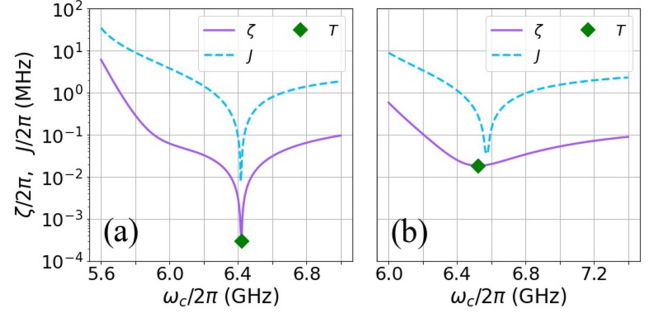 10²
10¹
10⁰
10⁻¹
10⁻²
10⁻³
10⁻⁴
ζ/2π, J/2π (MHz)
ζ
J
T
(a)
5.6 6.0 6.4 6.8
ω_c/2π (GHz)
ζ
J
T
(b)
6.0 6.4 6.8 7.2
ω_c/2π (GHz)